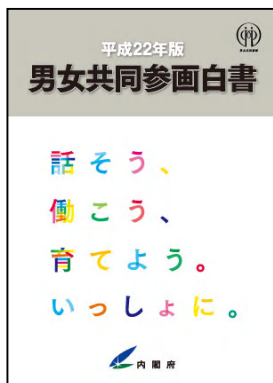 平成22年版
男女共同参画白書
話そう、
働こう、
育てよう。
いっしょに。
内閣府